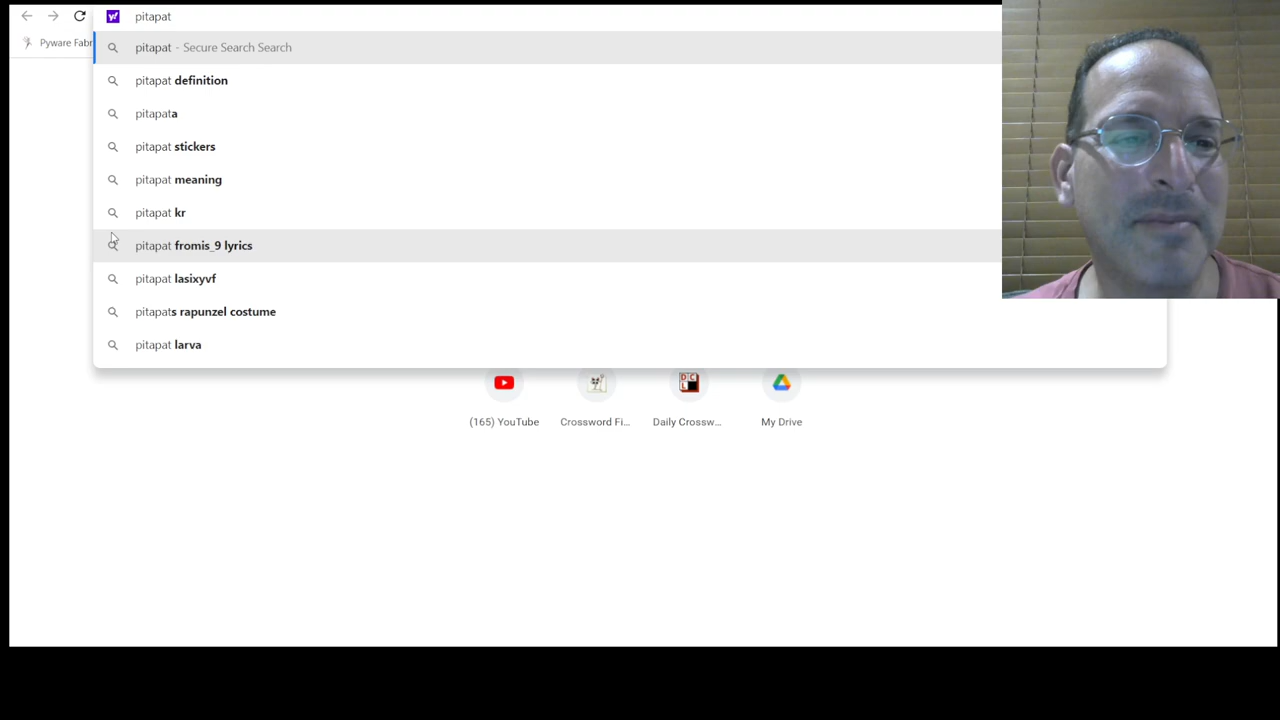 pitapat
Pyware Fabr
pitapat - Secure Search Search
pitapat definition
pitapata
pitapat stickers
pitapat meaning
pitapat kr
pitapat fromis_9 lyrics
pitapat lasixyvf
pitapats rapunzel costume
pitapat larva
(165) YouTube Crossword Fi... Daily Crossw... My Drive